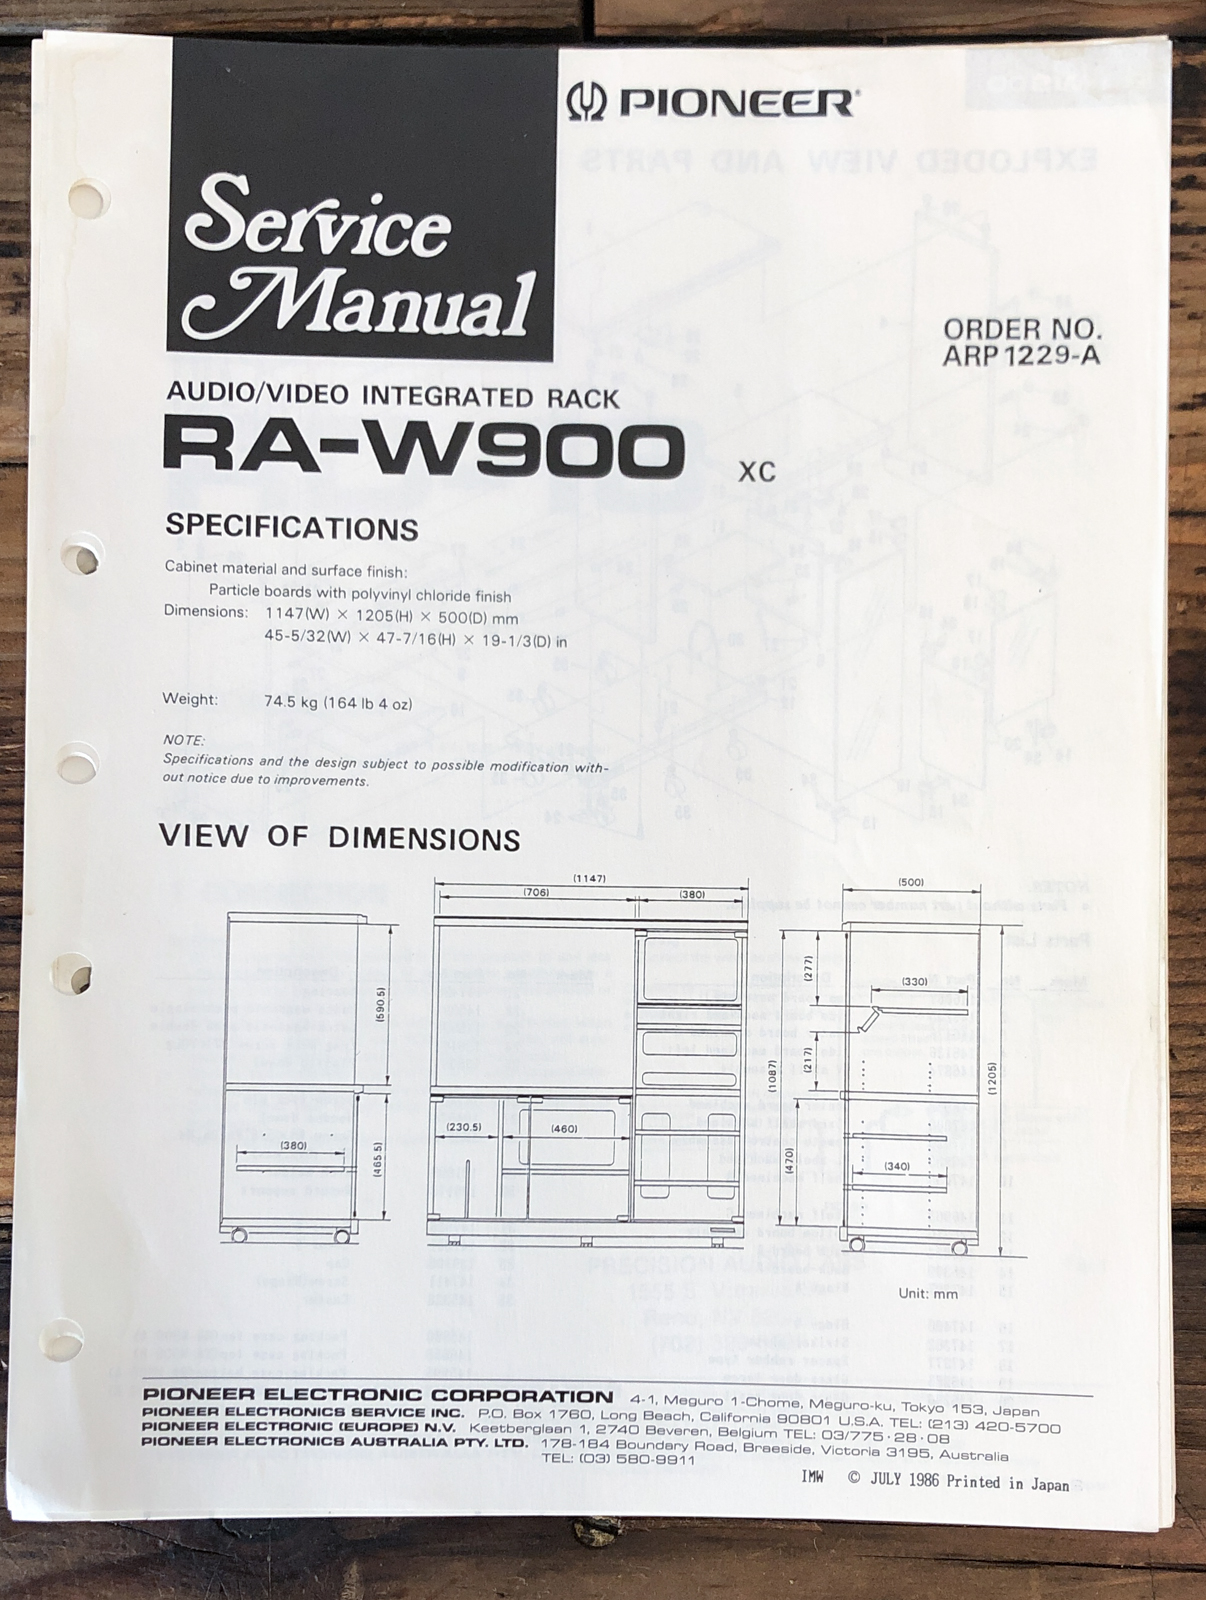 PIONEER®
Service
Manual
ORDER NO.
ARP1229-A
AUDIO/VIDEO INTEGRATED RACK
RA-W900 XC
SPECIFICATIONS
Cabinet material and surface finish:
Particle boards with polyvinyl chloride finish
Dimensions: 1147(W) × 1205(H) × 500(D) mm
45-5/32(W) × 47-7/16(H) × 19-1/3(D) in
Weight: 74.5 kg (164 lb 4 oz)
NOTE:
Specifications and the design subject to possible modification with-
out notice due to improvements.
VIEW OF DIMENSIONS
(1147)
(706)
(380)
(500)
(590.5)
(277)
(330)
(1087)
(217)
(1205)
(230.5)
(460)
(380)
(465.5)
(470)
(340)
Unit: mm
PIONEER ELECTRONIC CORPORATION 4-1, Meguro 1-Chome, Meguro-ku, Tokyo 153, Japan
PIONEER ELECTRONICS SERVICE INC. P.O. Box 1760, Long Beach, California 90801 U.S.A. TEL: (213) 420-5700
PIONEER ELECTRONIC (EUROPE) N.V. Keetberglaan 1, 2740 Beveren, Belgium TEL: 03/775·28·08
PIONEER ELECTRONICS AUSTRALIA PTY. LTD. 178-184 Boundary Road, Braeside, Victoria 3195, Australia
TEL: (03) 580-9911
IMW © JULY 1986 Printed in Japan